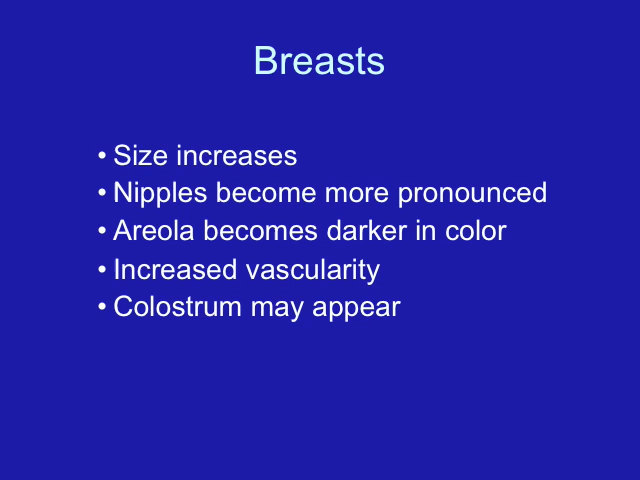 Breasts
• Size increases
• Nipples become more pronounced
• Areola becomes darker in color
• Increased vascularity
• Colostrum may appear